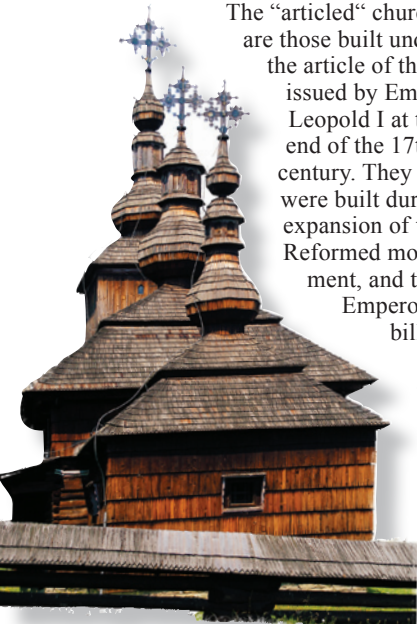 The “articled“ churc
are those built un
the article of th
issued by Em
Leopold I at
end of the 17t
century. They
were built du
expansion of
Reformed mo
ment, and t
Empero
bil